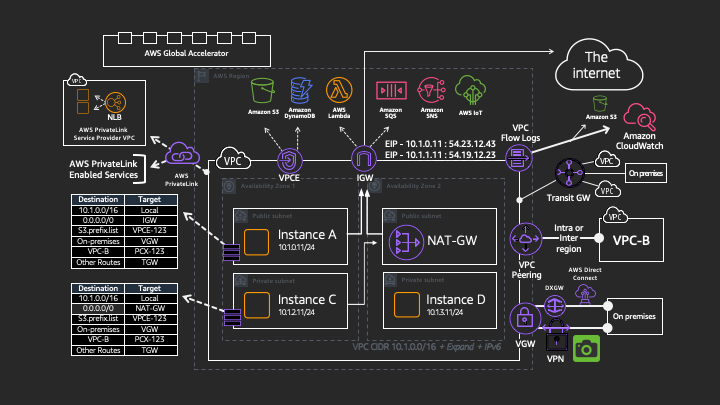 AWS Global Accelerator
The
internet
AWS Region
VPC
NLB
AWS PrivateLink
Service Provider VPC
Amazon S3
Amazon
DynamoDB
AWS
Lambda
Amazon
SQS
Amazon
SNS
AWS IoT
Amazon S3
Amazon
CloudWatch
VPC
Flow Logs
EIP - 10.1.0.11 : 54.23.12.43
EIP - 10.1.1.11 : 54.19.12.23
AWS PrivateLink
Enabled Services
AWS
PrivateLink
VPC
VPCE
IGW
VPC
VPC
Transit GW
On premises
Availability Zone 1
Availability Zone 2
Destination Target
10.1.0.0/16 Local
0.0.0.0/0 IGW
S3.prefix.list VPCE-123
On-premises VGW
VPC-B PCX-123
Other Routes TGW
Public subnet
Instance A
10.1.0.11/24
Public subnet
NAT-GW
VPC
Peering
Intra or
Inter
region
VPC
VPC-B
Private subnet
Instance C
10.1.2.11/24
Private subnet
Instance D
10.1.3.11/24
AWS Direct
Connect
DXGW
VGW
VPN
On premises
Destination Target
10.1.0.0/16 Local
0.0.0.0/0 NAT-GW
S3.prefix.list VPCE-123
On-premises VGW
VPC-B PCX-123
Other Routes TGW
VPC CIDR 10.1.0.0/16 + Expand + IPv6